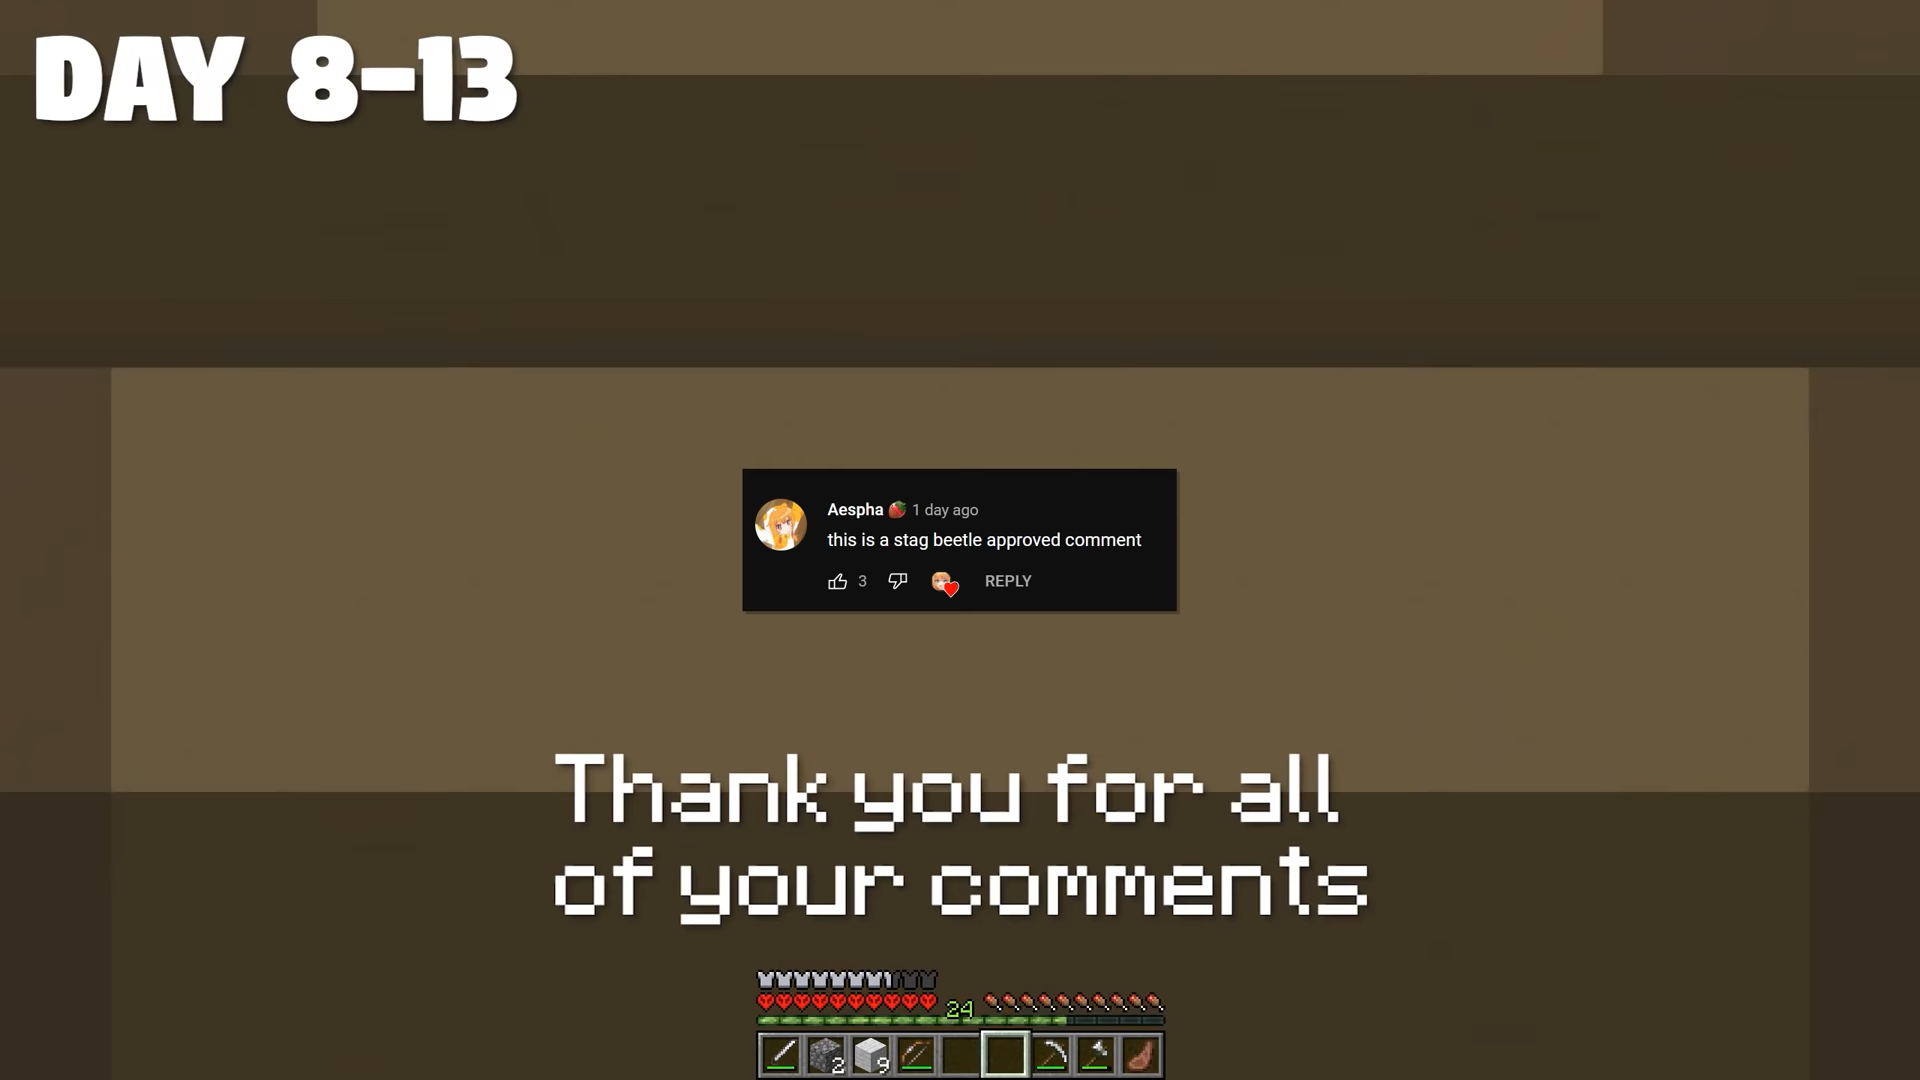 DAY 8-13
Aespha 🍓 1 day ago
this is a stag beetle approved comment
3 REPLY
Thank you for all
of your comments
24
2 9